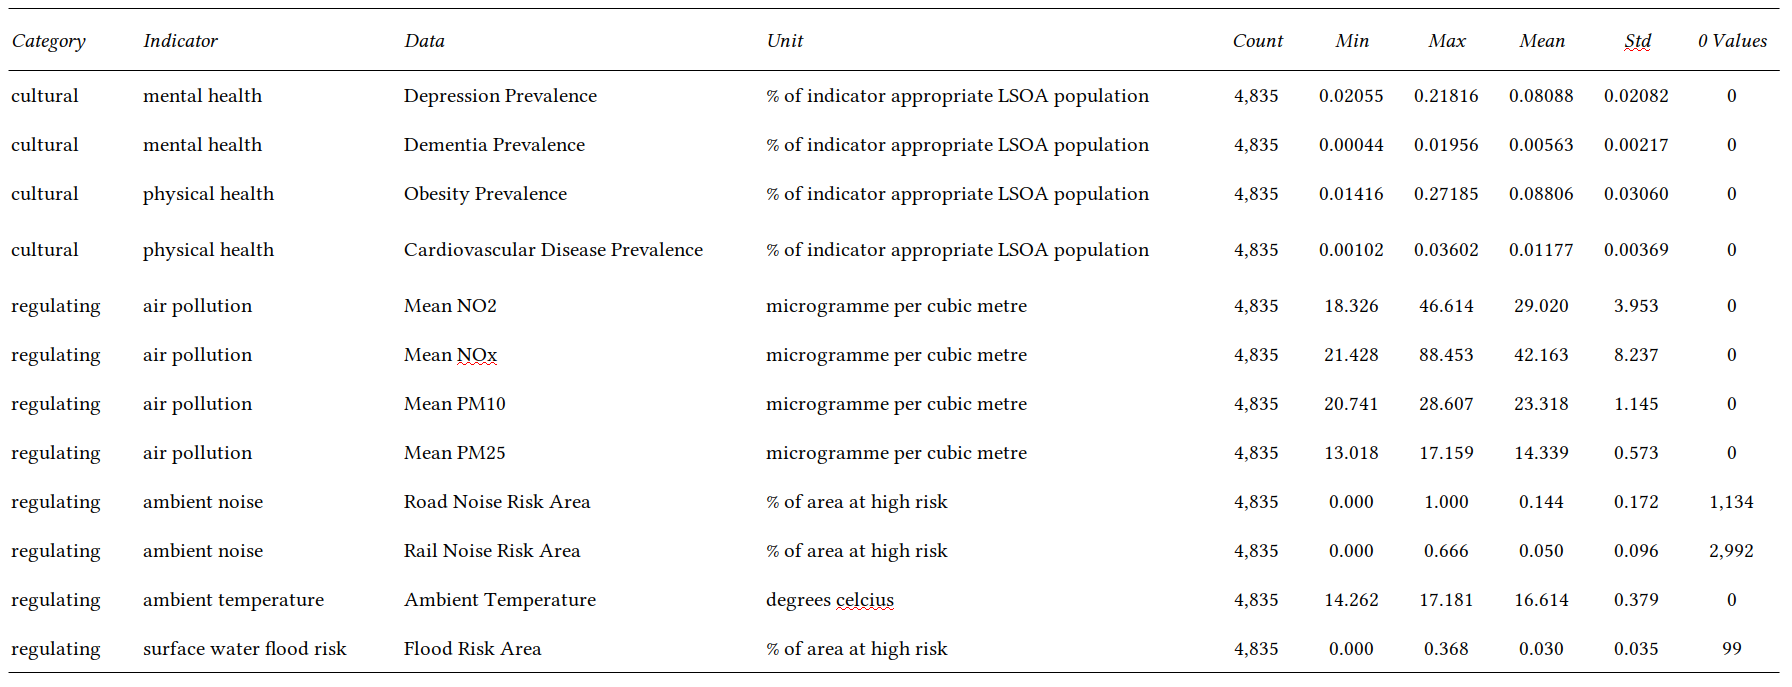 Category Indicator Data Unit Count Min Max Mean Std 0 Values
cultural mental health Depression Prevalence % of indicator appropriate LSOA population 4,835 0.02055 0.21816 0.08088 0.02082 0
cultural mental health Dementia Prevalence % of indicator appropriate LSOA population 4,835 0.00044 0.01956 0.00563 0.00217 0
cultural physical health Obesity Prevalence % of indicator appropriate LSOA population 4,835 0.01416 0.27185 0.08806 0.03060 0
cultural physical health Cardiovascular Disease Prevalence % of indicator appropriate LSOA population 4,835 0.00102 0.03602 0.01177 0.00369 0
regulating air pollution Mean NO2 microgramme per cubic metre 4,835 18.326 46.614 29.020 3.953 0
regulating air pollution Mean NOx microgramme per cubic metre 4,835 21.428 88.453 42.163 8.237 0
regulating air pollution Mean PM10 microgramme per cubic metre 4,835 20.741 28.607 23.318 1.145 0
regulating air pollution Mean PM25 microgramme per cubic metre 4,835 13.018 17.159 14.339 0.573 0
regulating ambient noise Road Noise Risk Area % of area at high risk 4,835 0.000 1.000 0.144 0.172 1,134
regulating ambient noise Rail Noise Risk Area % of area at high risk 4,835 0.000 0.666 0.050 0.096 2,992
regulating ambient temperature Ambient Temperature degrees celcius 4,835 14.262 17.181 16.614 0.379 0
regulating surface water flood risk Flood Risk Area % of area at high risk 4,835 0.000 0.368 0.030 0.035 99